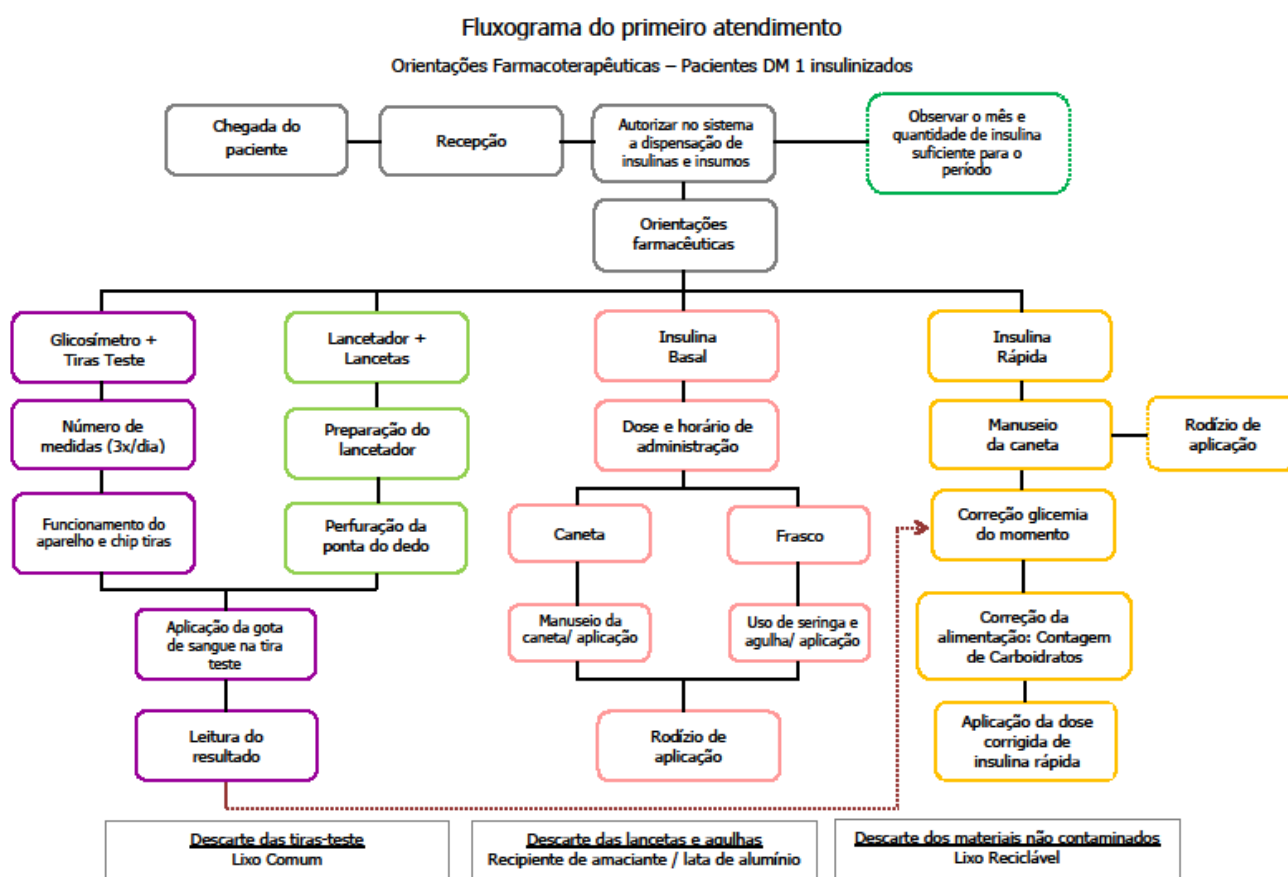 Fluxograma do primeiro atendimento
Orientações Farmacoterapêuticas – Pacientes DM 1 insulinizados
Chegada do
paciente
Recepção
Autorizar no sistema
a dispensação de
insulinas e insumos
Observar o mês e
quantidade de insulina
suficiente para o
período
Orientações
farmacêuticas
Glicosímetro +
Tiras Teste
Lancetador +
Lancetas
Insulina
Basal
Insulina
Rápida
Número de
medidas (3x/dia)
Preparação do
lancetador
Dose e horário de
administração
Manuseio
da caneta
Rodízio de
aplicação
Funcionamento do
aparelho e chip tiras
Perfuração da
ponta do dedo
Caneta
Frasco
Correção glicemia
do momento
Aplicação da gota
de sangue na tira
teste
Manuseio da
caneta/ aplicação
Uso de seringa e
agulha/ aplicação
Correção da
alimentação: Contagem
de Carboidratos
Leitura do
resultado
Rodízio de
aplicação
Aplicação da dose
corrigida de
insulina rápida
Descarte das tiras-teste
Lixo Comum
Descarte das lancetas e agulhas
Recipiente de amaciante / lata de alumínio
Descarte dos materiais não contaminados
Lixo Reciclável